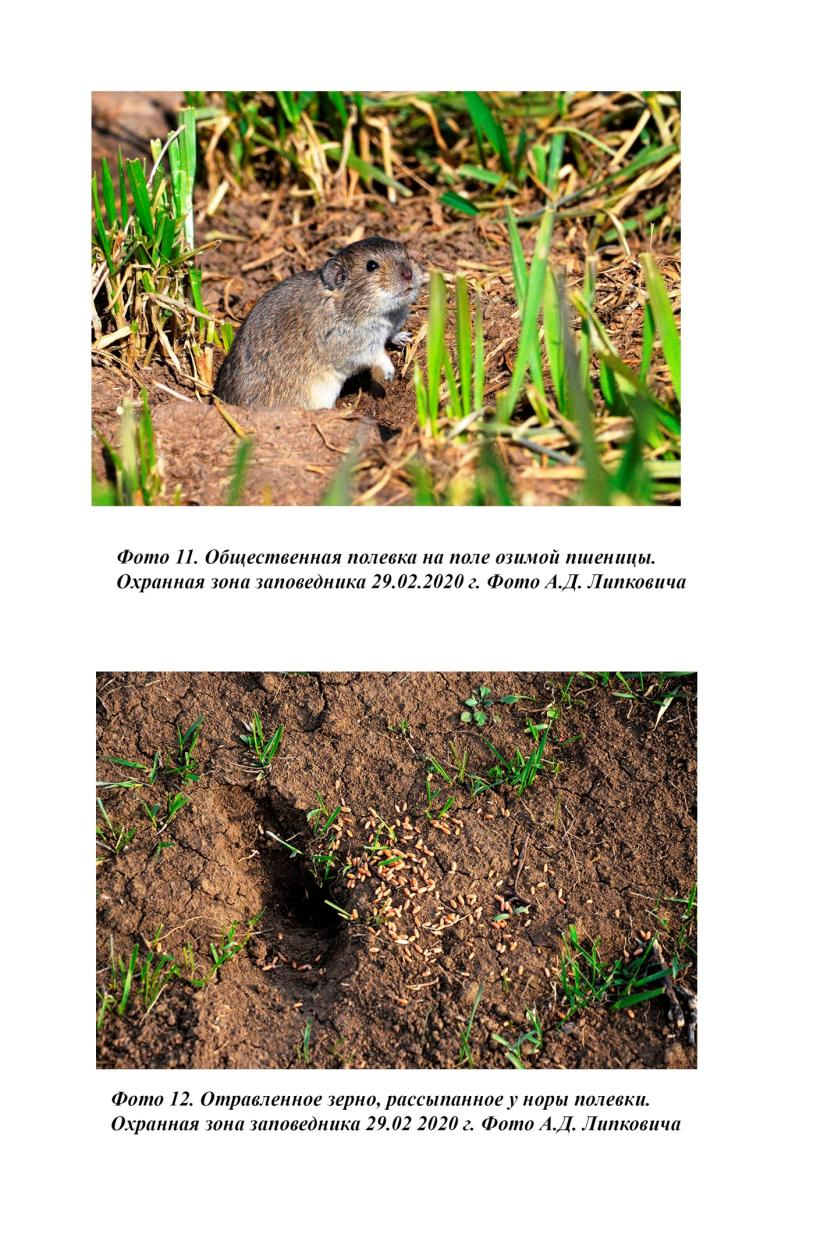 Фото 11. Общественная полевка на поле озимой пшеницы.
Охранная зона заповедника 29.02.2020 г. Фото А.Д. Липковича
Фото 12. Отравленное зерно, рассыпанное у норы полевки.
Охранная зона заповедника 29.02 2020 г. Фото А.Д. Липковича